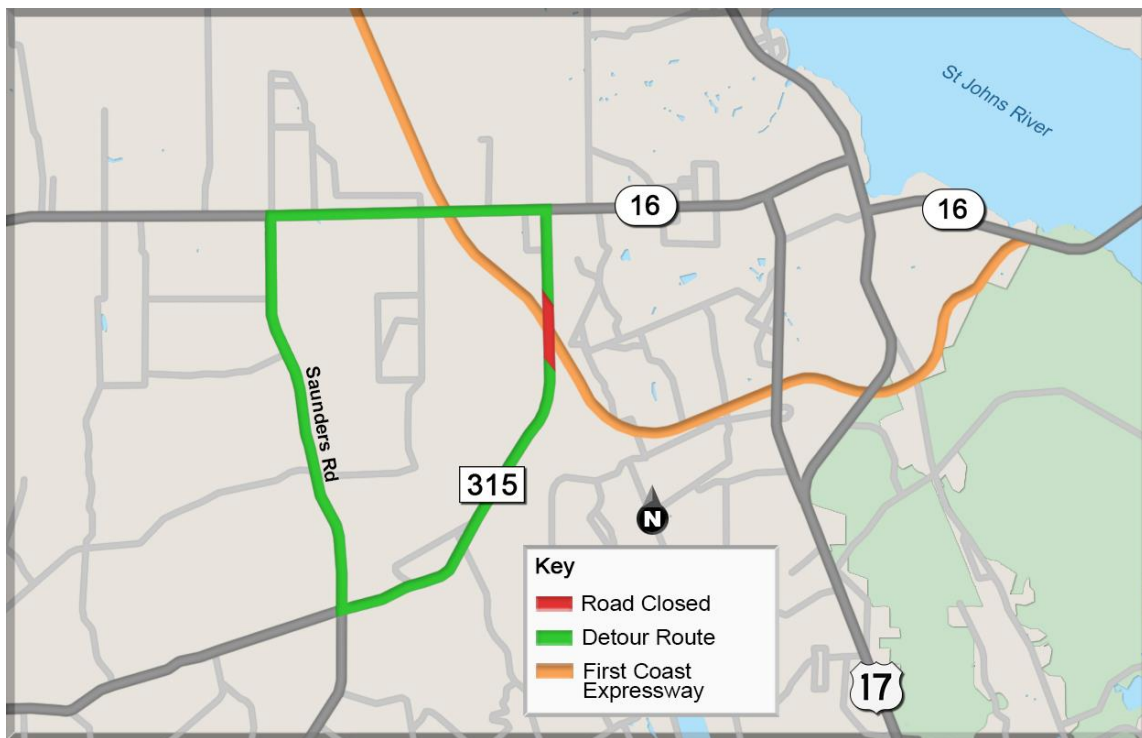 St Johns River
16
16
Saunders Rd
315
N
Key
Road Closed
Detour Route
First Coast
Expressway
17